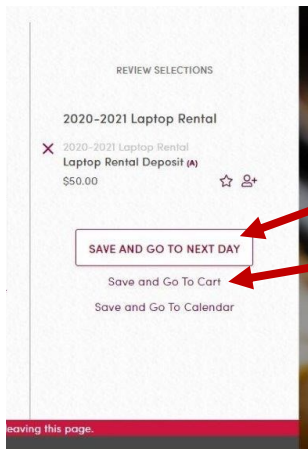 REVIEW SELECTIONS
2020-2021 Laptop Rental
2020-2021 Laptop Rental
Laptop Rental Deposit (A)
$50.00
SAVE AND GO TO NEXT DAY
Save and Go To Cart
Save and Go To Calendar
eaving this page.